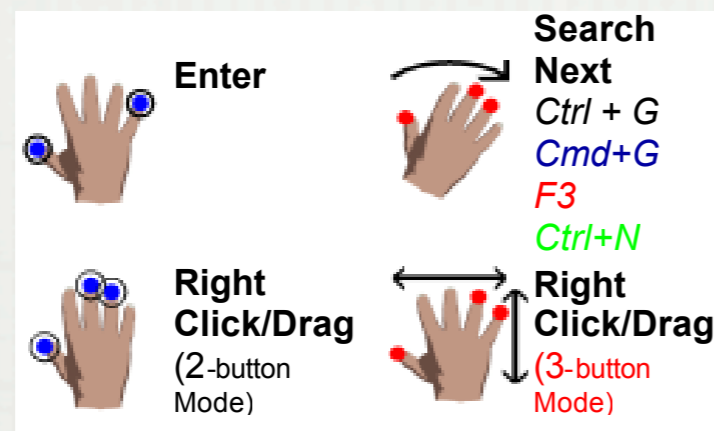 Enter
Search
Next
Ctrl + G
Cmd+G
F3
Ctrl+N
Right
Click/Drag
(2-button
Mode)
Right
Click/Drag
(3-button
Mode)